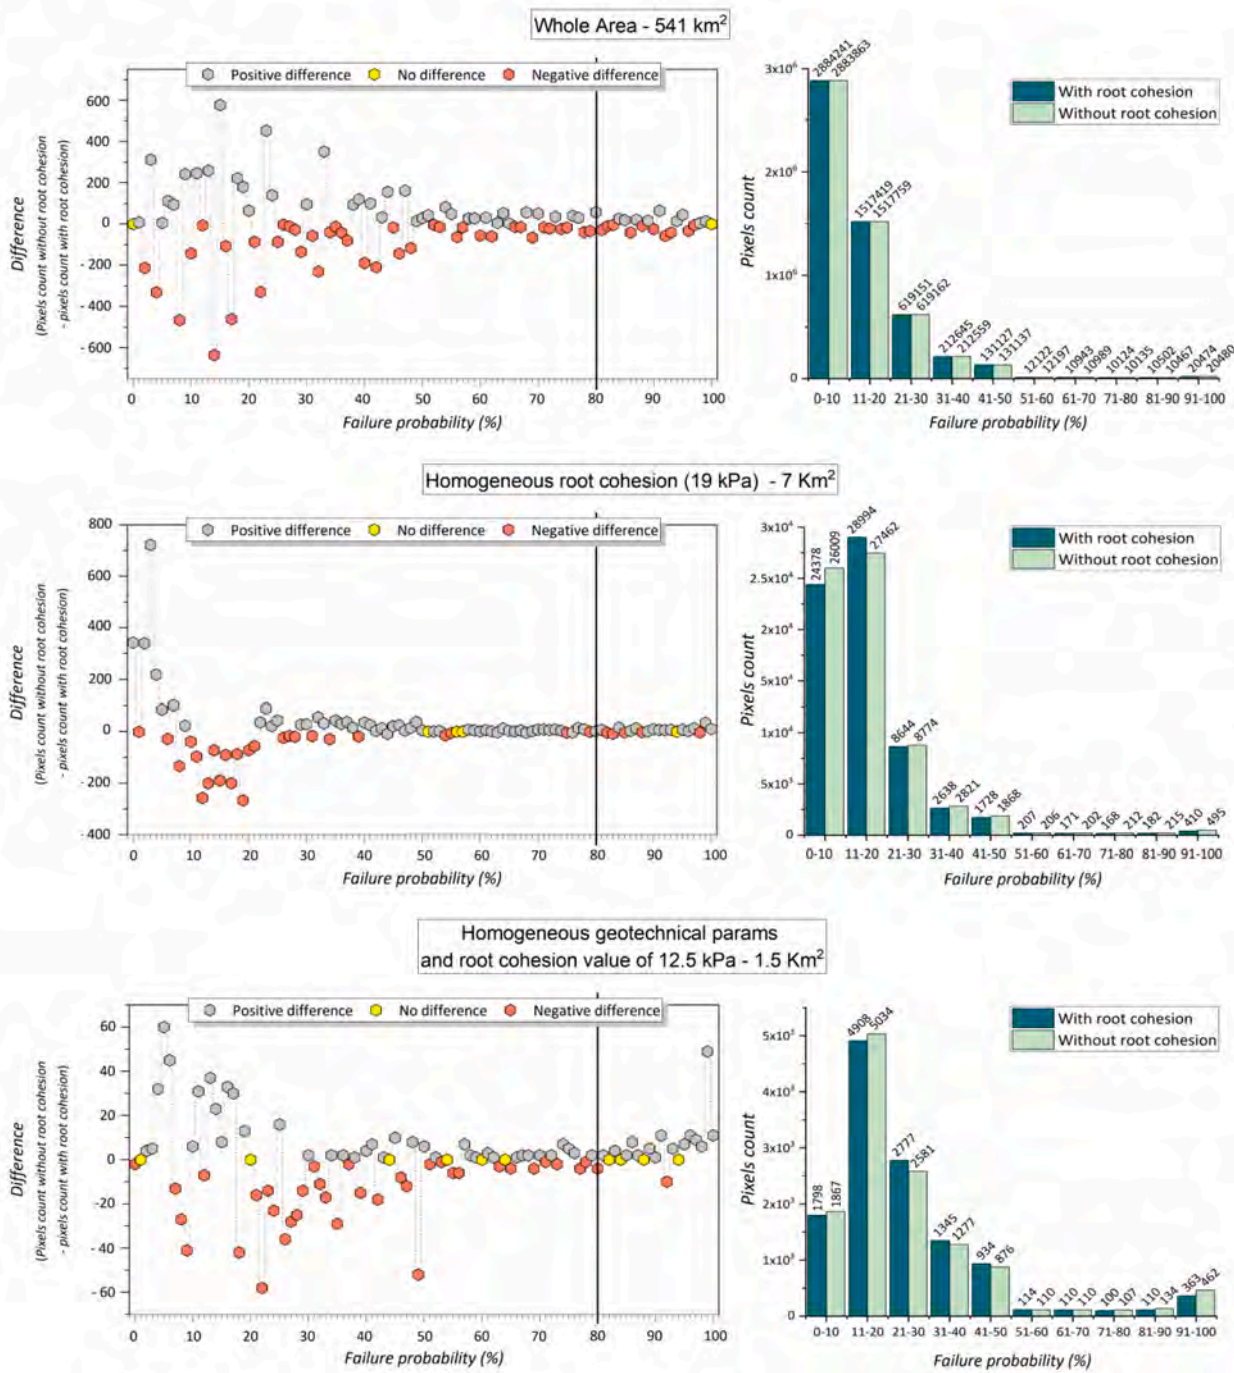 Whole Area - 541 km²
Positive difference No difference Negative difference
600
400
200
0
- 200
- 400
- 600
Difference
(Pixels count without root cohesion
- pixels count with root cohesion)
0 10 20 30 40 50 60 70 80 90 100
Failure probability (%)
With root cohesion
Without root cohesion
3x10⁶
2x10⁶
1x10⁶
0
Pixels count
2884241 2883863
1517419 1517759
619151 619162
212645 212559
131127 131137
12122 12197
10943 10989
10124 10135
10502 10467
20474 20480
0-10 11-20 21-30 31-40 41-50 51-60 61-70 71-80 81-90 91-100
Failure probability (%)
Homogeneous root cohesion (19 kPa) - 7 Km²
Positive difference No difference Negative difference
800
600
400
200
0
- 200
- 400
Difference
(Pixels count without root cohesion
- pixels count with root cohesion)
0 10 20 30 40 50 60 70 80 90 100
Failure probability (%)
With root cohesion
Without root cohesion
3x10⁴
2.5x10⁴
2x10⁴
5x10⁴
1x10⁴
5x10³
0
Pixels count
24378 26009
28994 27462
8644 8774
2638 2821
1728 1868
207 206
171 202
168 212
182 215
410 495
0-10 11-20 21-30 31-40 41-50 51-60 61-70 71-80 81-90 91-100
Failure probability (%)
Homogeneous geotechnical params
and root cohesion value of 12.5 kPa - 1.5 Km²
Positive difference No difference Negative difference
60
40
20
0
- 20
- 40
- 60
Difference
(Pixels count without root cohesion
- pixels count with root cohesion)
0 10 20 30 40 50 60 70 80 90 100
Failure probability (%)
With root cohesion
Without root cohesion
5x10³
4x10³
3x10³
2x10³
1x10³
0
Pixels count
1798 1867
4908 5034
2777 2581
1345 1277
934 876
114 110
110 110
100 107
110 134
363 462
0-10 11-20 21-30 31-40 41-50 51-60 61-70 71-80 81-90 91-100
Failure probability (%)